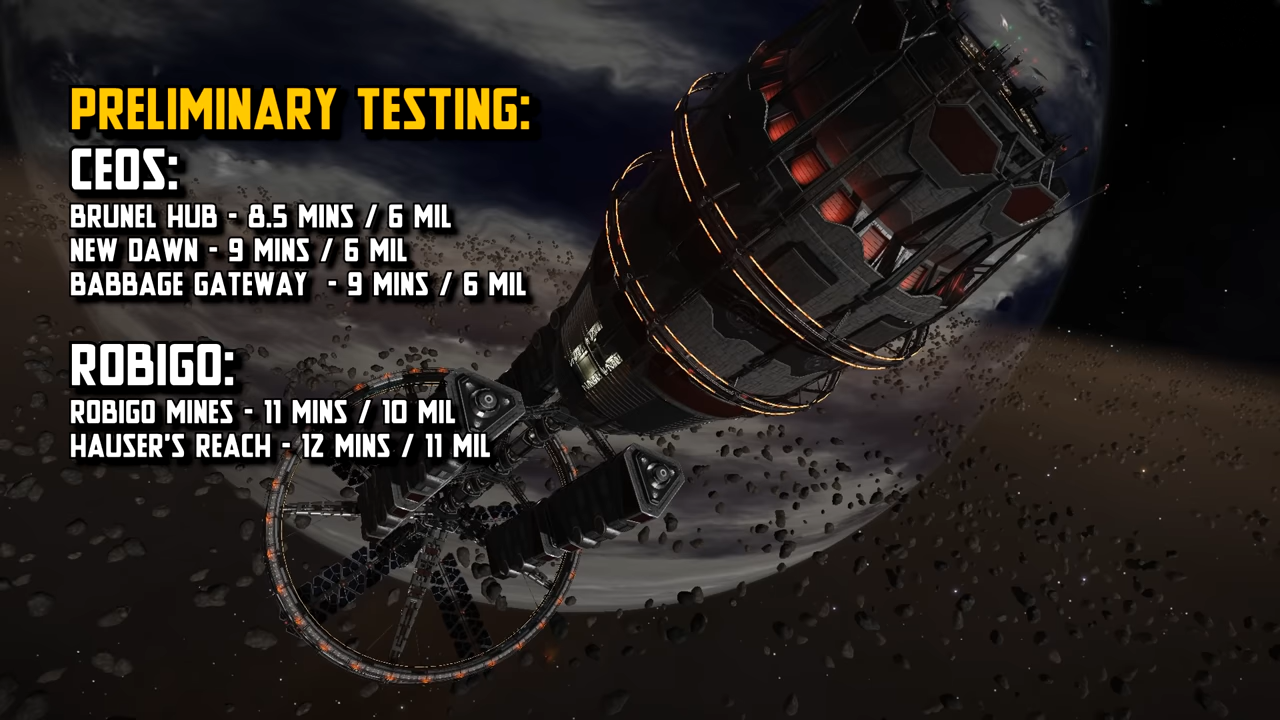 PRELIMINARY TESTING:
CEOS:
BRUNEL HUB - 8.5 MINS / 6 MIL
NEW DAWN - 9 MINS / 6 MIL
BABBAGE GATEWAY - 9 MINS / 6 MIL
ROBIGO:
ROBIGO MINES - 11 MINS / 10 MIL
HAUSER'S REACH - 12 MINS / 11 MIL